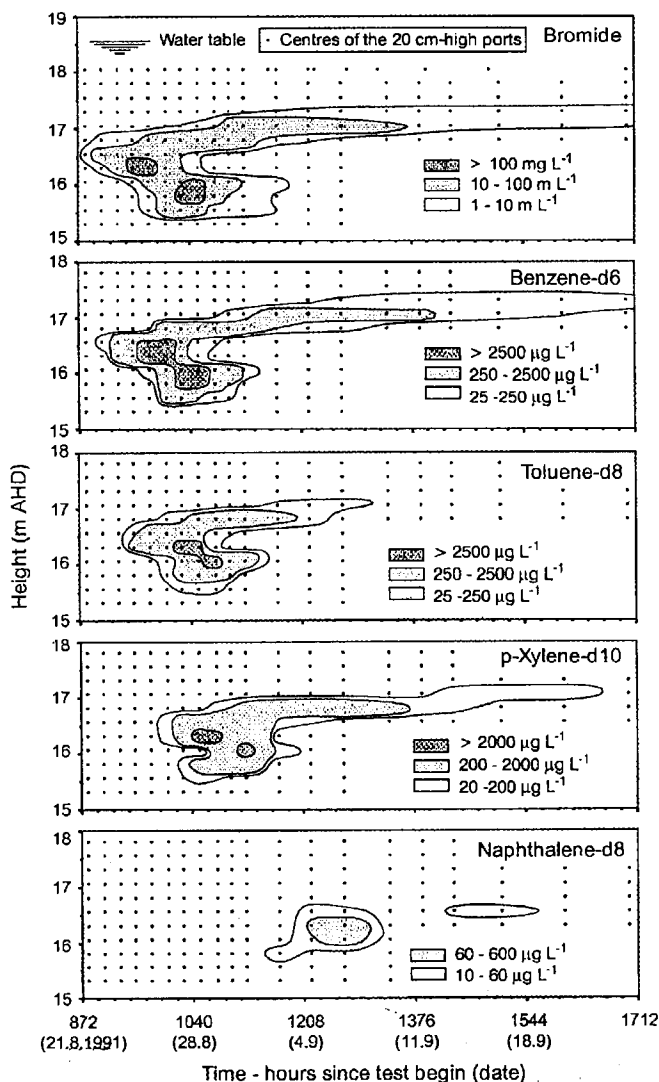 19
Water table
Centres of the 20 cm-high ports
Bromide
18
17
> 100 mg L-1
16
10 - 100 m L-1
1 - 10 m L-1
15
18
Benzene-d6
17
> 2500 µg L-1
16
250 - 2500 µg L-1
25 -250 µg L-1
15
Height (m AHD)
18
Toluene-d8
17
> 2500 µg L-1
16
250 - 2500 µg L-1
25 -250 µg L-1
15
18
p-Xylene-d10
17
> 2000 µg L-1
16
200 - 2000 µg L-1
20 -200 µg L-1
15
18
Naphthalene-d8
17
16
60 - 600 µg L-1
10 - 60 µg L-1
15
872 1040 1208 1376 1544 1712
(21.8,1991) (28.8) (4.9) (11.9) (18.9)
Time - hours since test begin (date)